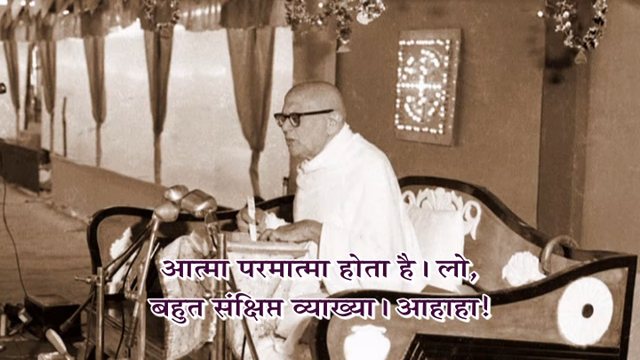 आत्मा परमात्मा होता है। लो,
बहुत संक्षिप्त व्याख्या। आहाहा!